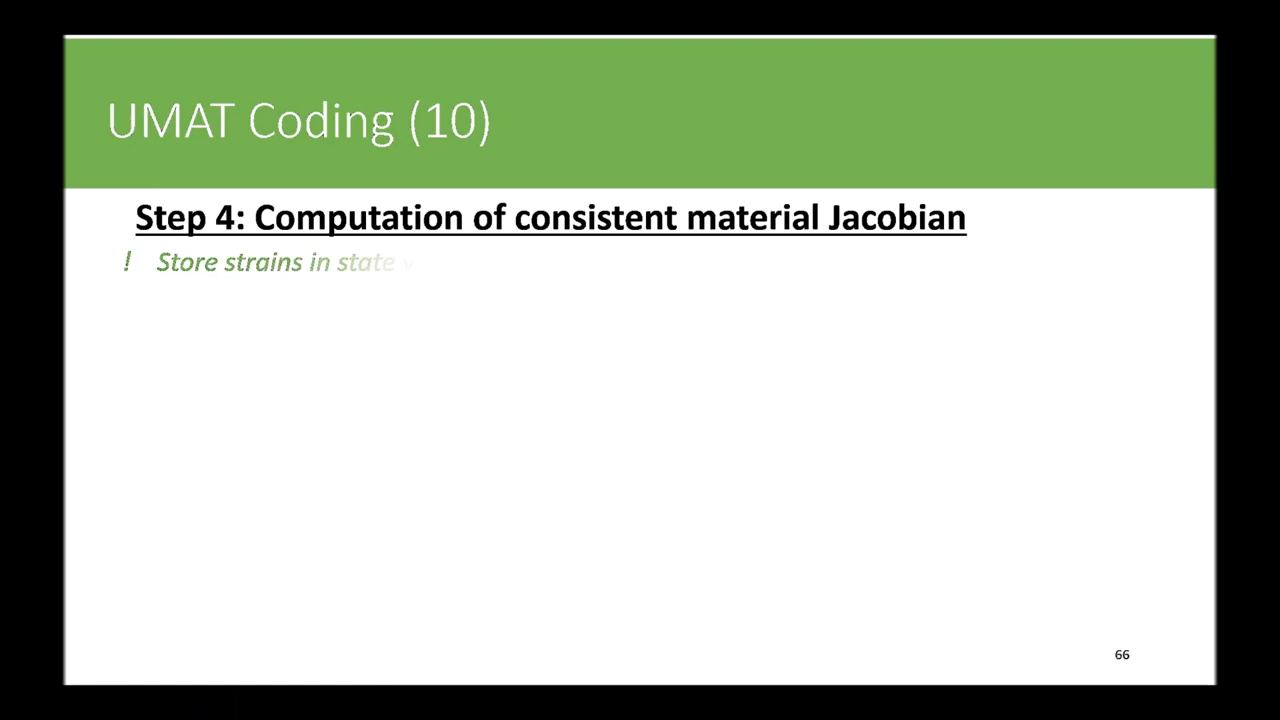 UMAT Coding (10)
Step 4: Computation of consistent material Jacobian
! Store strains in state
66